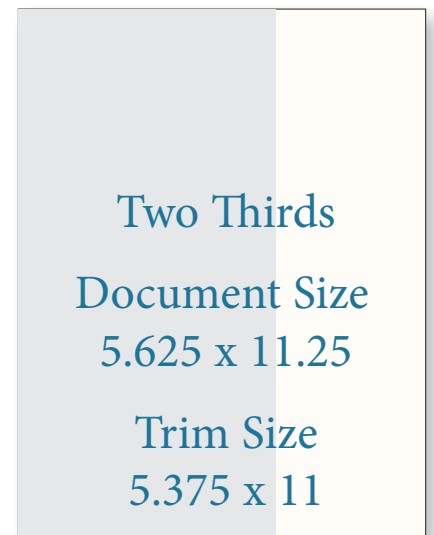 Two Thirds
Document Size
5.625 x 11.25
Trim Size
5.375 x 11